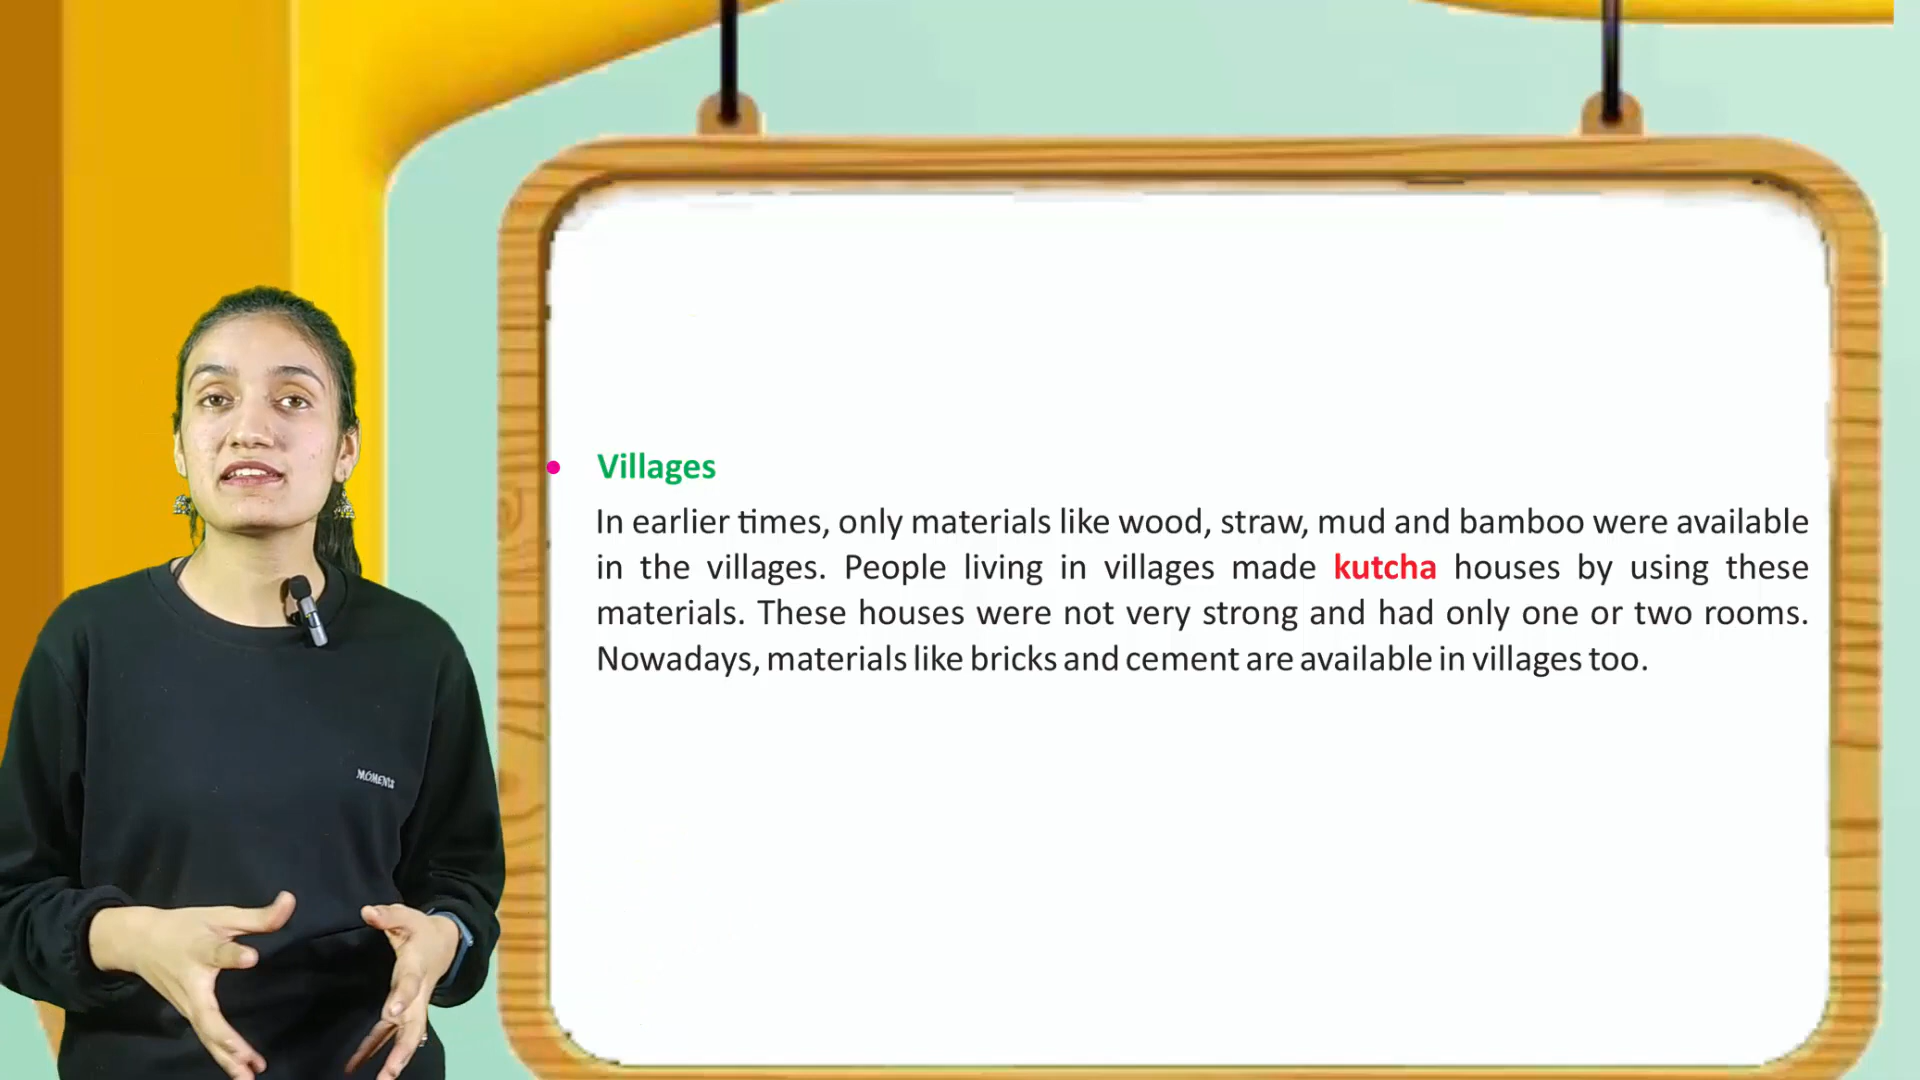 Villages
In earlier times, only materials like wood, straw, mud and bamboo were available
in the villages. People living in villages made kutcha houses by using these
materials. These houses were not very strong and had only one or two rooms.
Nowadays, materials like bricks and cement are available in villages too.
MOMENTS